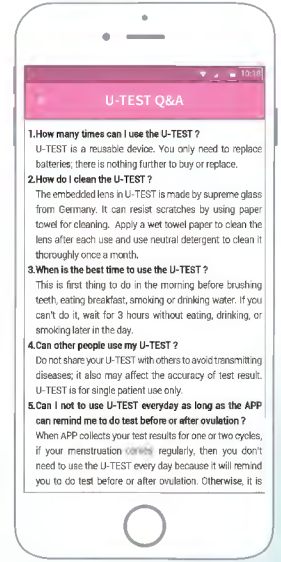 10:10
U-TEST Q&A
1.How many times can I use the U-TEST ?
U-TEST is a reusable device. You only need to replace
batteries; there is nothing further to buy or replace.
2.How do I clean the U-TEST ?
The embedded lens in U-TEST is made by supreme glass
from Germany. It can resist scratches by using paper
towel for cleaning. Apply a wet towel paper to clean the
lens after each use and use neutral detergent to clean it
thoroughly once a month.
3.When is the best time to use the U-TEST ?
This is first thing to do in the morning before brushing
teeth, eating breakfast, smoking or drinking water. If you
can't do it, wait for 3 hours without eating, drinking, or
smoking later in the day.
4.Can other people use my U-TEST ?
Do not share your U-TEST with others to avoid transmitting
diseases; it also may affect the accuracy of test result.
U-TEST is for single patient use only.
5.Can I not to use U-TEST everyday as long as the APP
can remind me to do test before or after ovulation ?
When APP collects your test results for one or two cycles,
if your menstruation comes regularly, then you don't
need to use the U-TEST every day because it will remind
you to do test before or after ovulation. Otherwise, it is